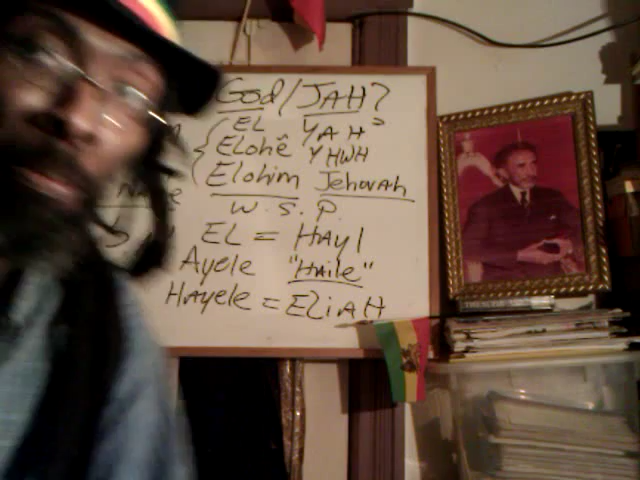 God/JAH?
EL YAH=
Elohê YHWH
Elohim Jehovah
W.S.P.
EL = HAYl
Ayele "HAile"
HAyele = ELiAH